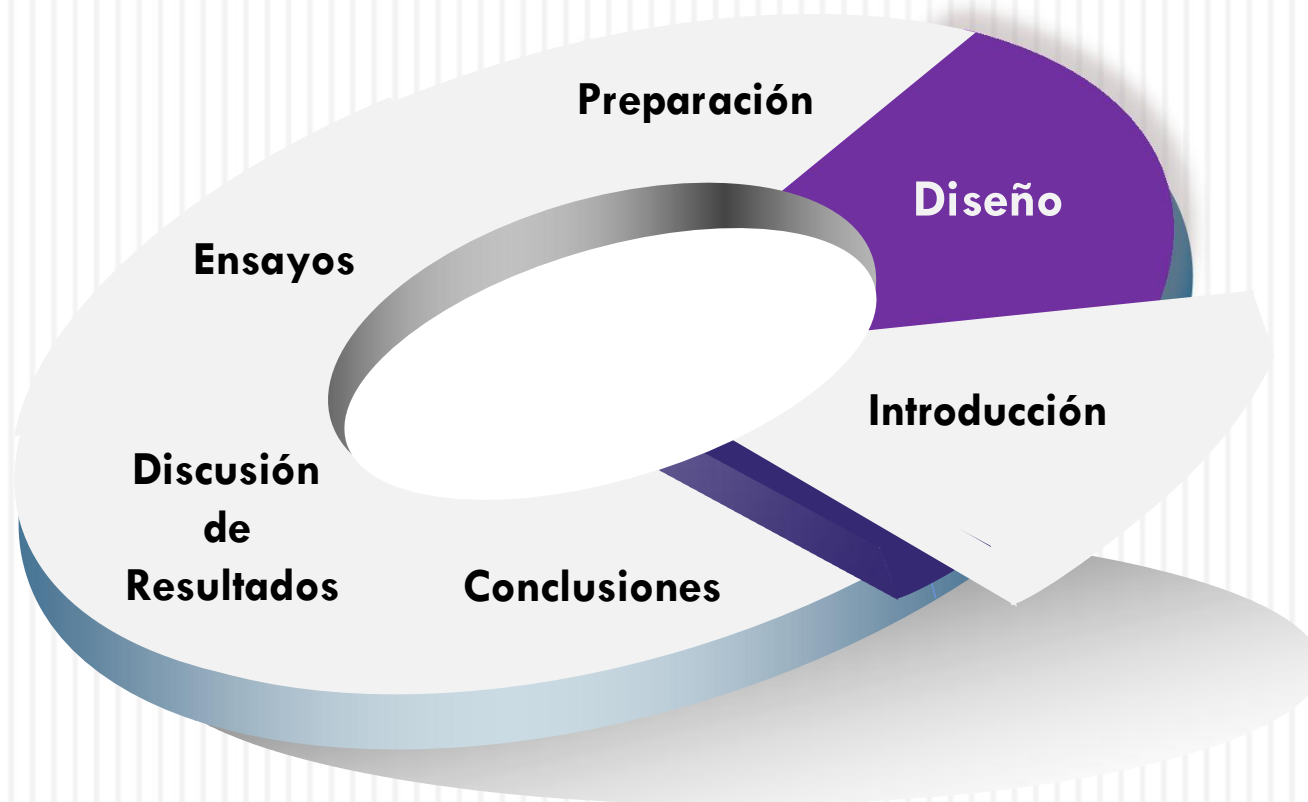 Preparación
Diseño
Ensayos
Introducción
Discusión
de
Resultados
Conclusiones